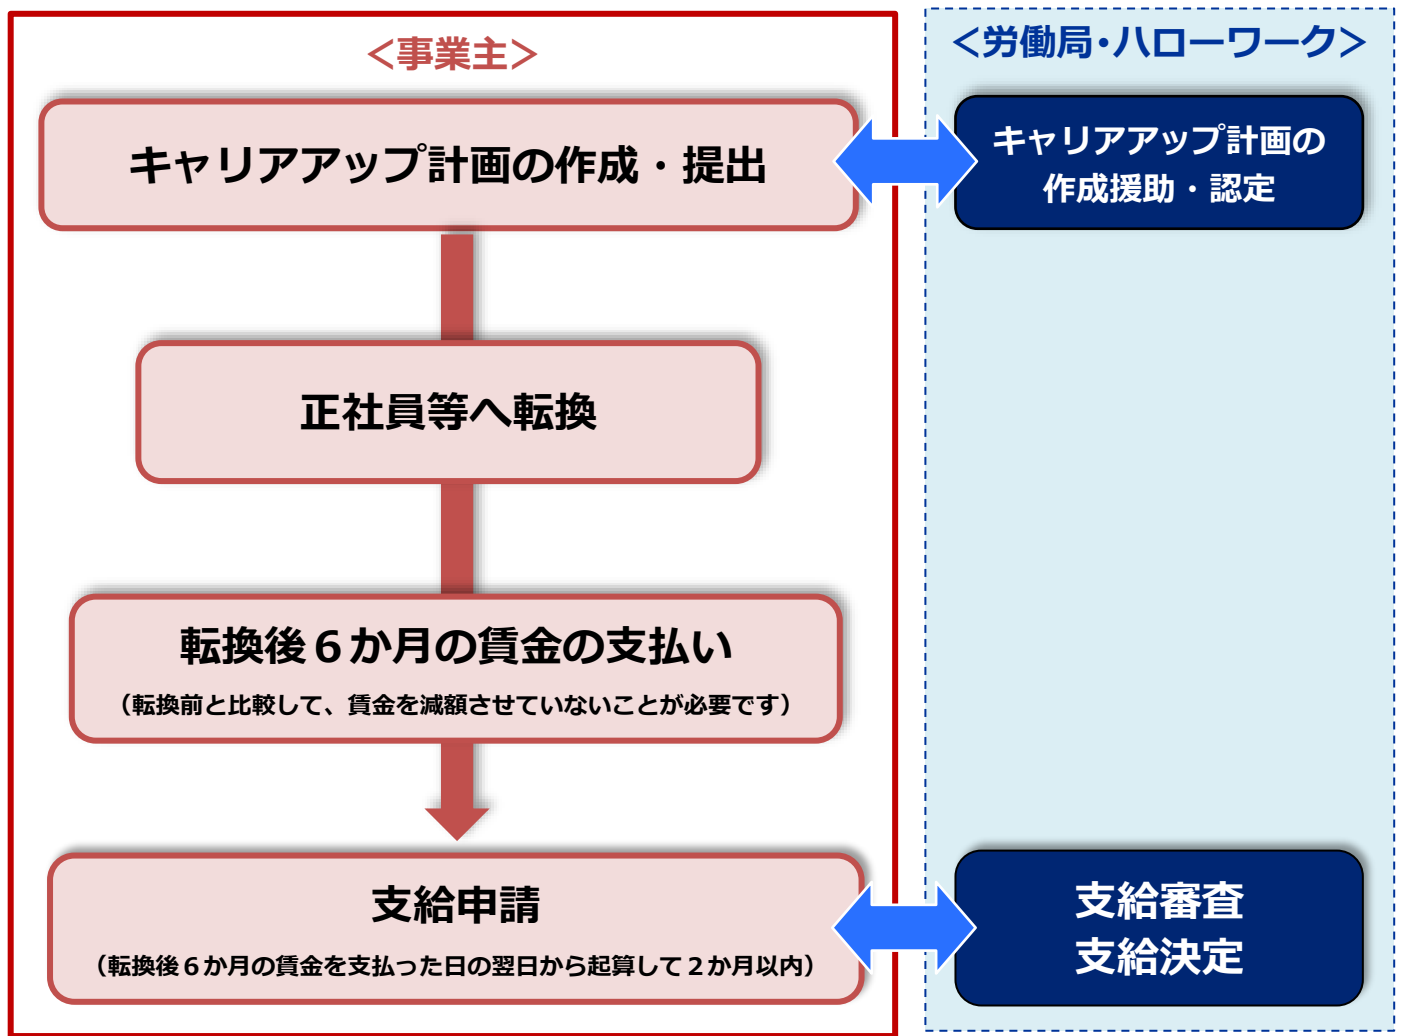 ＜事業主＞
キャリアアップ計画の作成・提出
正社員等へ転換
転換後６か月の賃金の支払い
（転換前と比較して、賃金を減額させていないことが必要です）
支給申請
（転換後６か月の賃金を支払った日の翌日から起算して２か月以内）
＜労働局・ハローワーク＞
キャリアアップ計画の
作成援助・認定
支給審査
支給決定